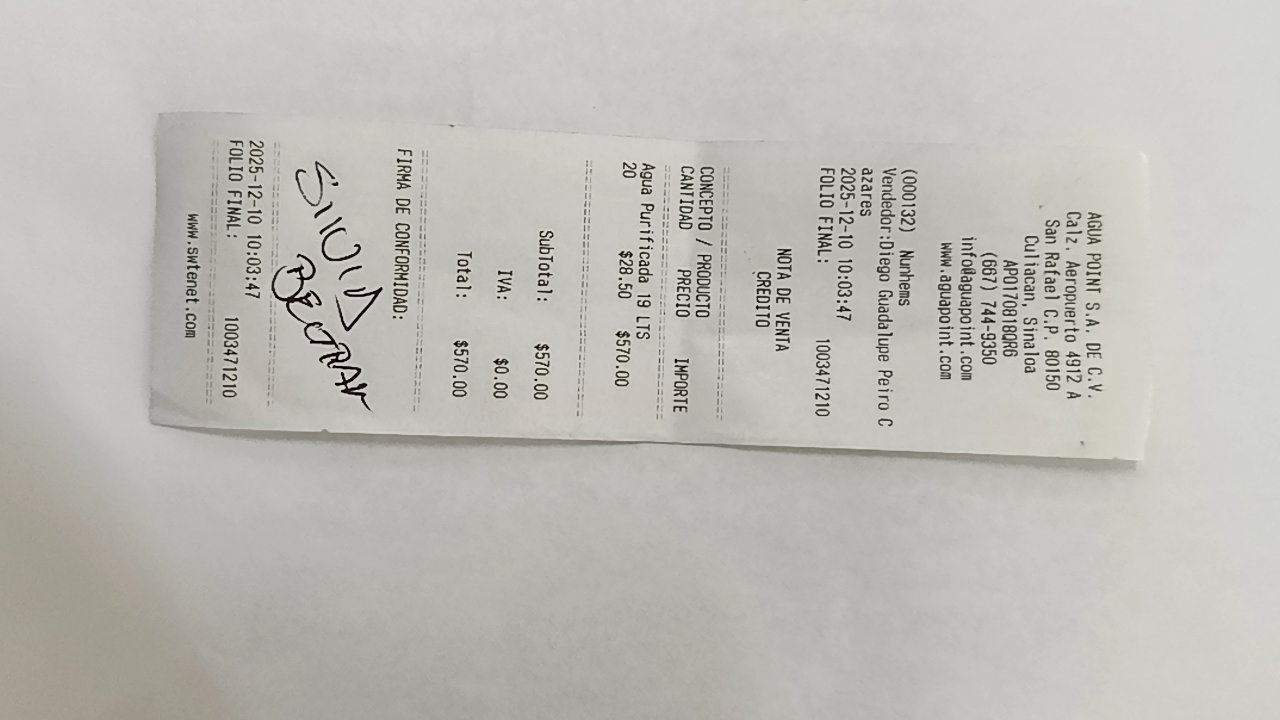 AGUA POINT S.A. DE C.V.
Calz. Aeropuerto 4912 A
San Rafael C.P. 80150
Culiacan, Sinaloa
APO170818QR6
(667) 744-9350
info@aguapoint.com
www.aguapoint.com
(000132) Nunhems
Vendedor:Diego Guadalupe Peiro C
azares
2025-12-10 10:03:47
FOLIO FINAL: 1003471210
NOTA DE VENTA
CREDITO
CONCEPTO / PRODUCTO
CANTIDAD PRECIO IMPORTE
Agua Purificada 19 LTS
20 $28.50 $570.00
SubTotal: $570.00
IVA: $0.00
Total: $570.00
FIRMA DE CONFORMIDAD:
2025-12-10 10:03:47
FOLIO FINAL: 1003471210
www.swtenet.com